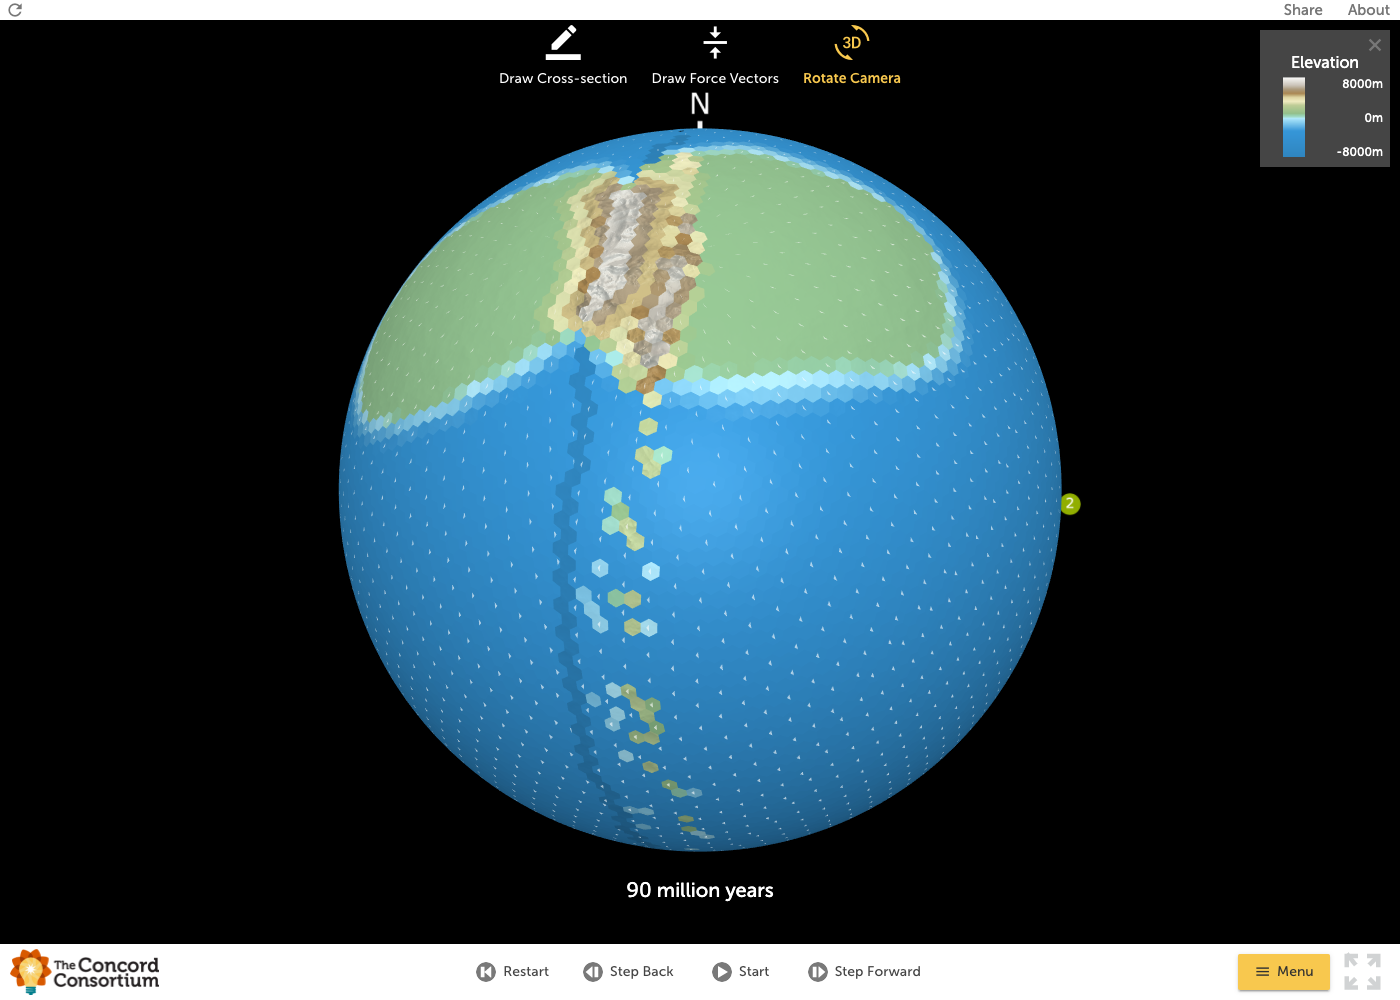 Share About
Draw Cross-section Draw Force Vectors 3D Rotate Camera
Elevation
8000m
0m
-8000m
N
2
90 million years
The Concord
Consortium
Restart Step Back Start Step Forward Menu